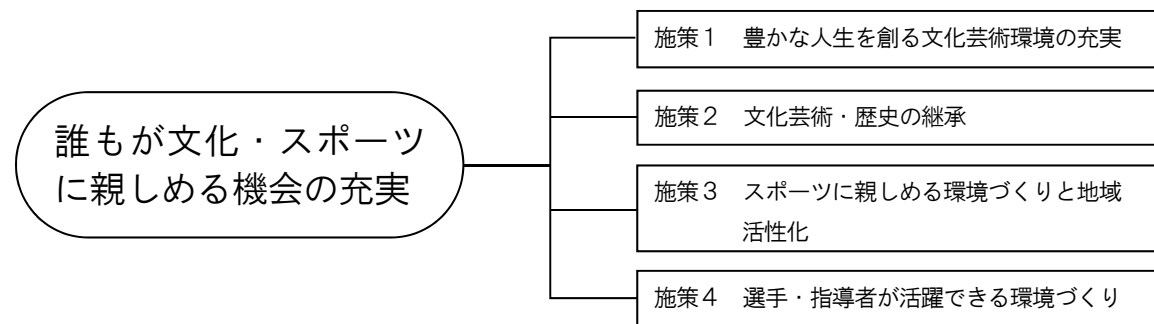 誰もが文化・スポーツ
に親しめる機会の充実
施策１　豊かな人生を創る文化芸術環境の充実
施策２　文化芸術・歴史の継承
施策３　スポーツに親しめる環境づくりと地域
活性化
施策４　選手・指導者が活躍できる環境づくり